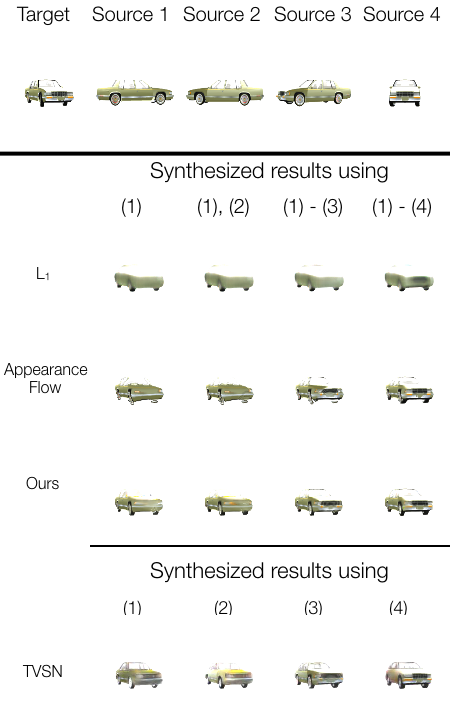 Target Source 1 Source 2 Source 3 Source 4
Synthesized results using
(1) (1), (2) (1) - (3) (1) - (4)
L₁
Appearance
Flow
Ours
Synthesized results using
(1) (2) (3) (4)
TVSN